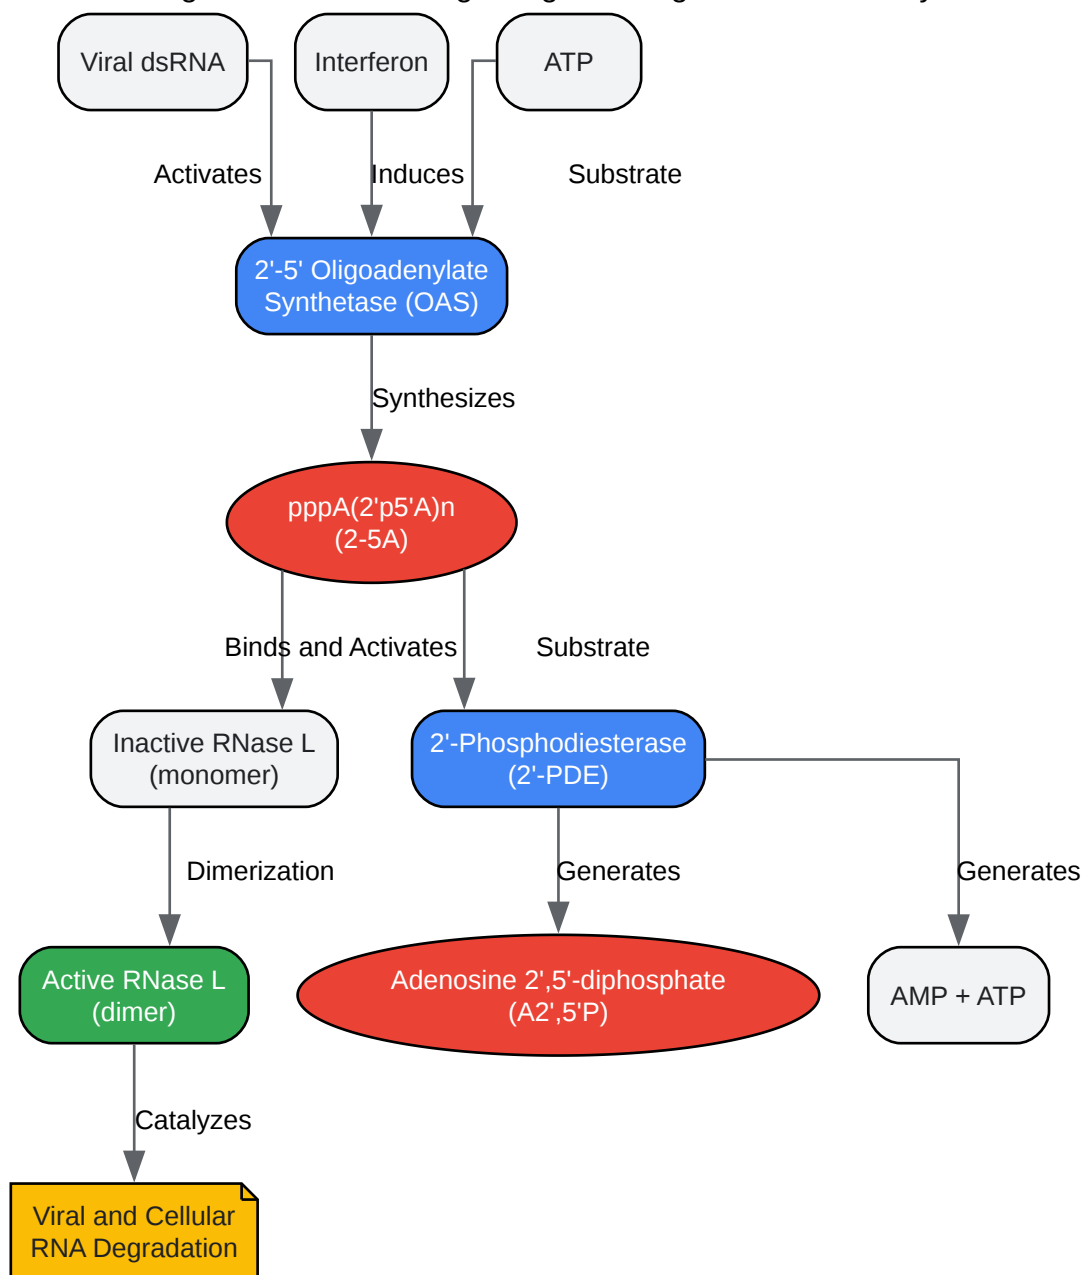 Viral dsRNA
Interferon
ATP
Activates
Induces
Substrate
2'-5' Oligoadenylate
Synthetase (OAS)
Synthesizes
pppA(2'p5'A)n
(2-5A)
Binds and Activates
Substrate
Inactive RNase L
(monomer)
2'-Phosphodiesterase
(2'-PDE)
Dimerization
Generates
Generates
Active RNase L
(dimer)
Adenosine 2',5'-diphosphate
(A2',5'P)
AMP + ATP
Catalyzes
Viral and Cellular
RNA Degradation